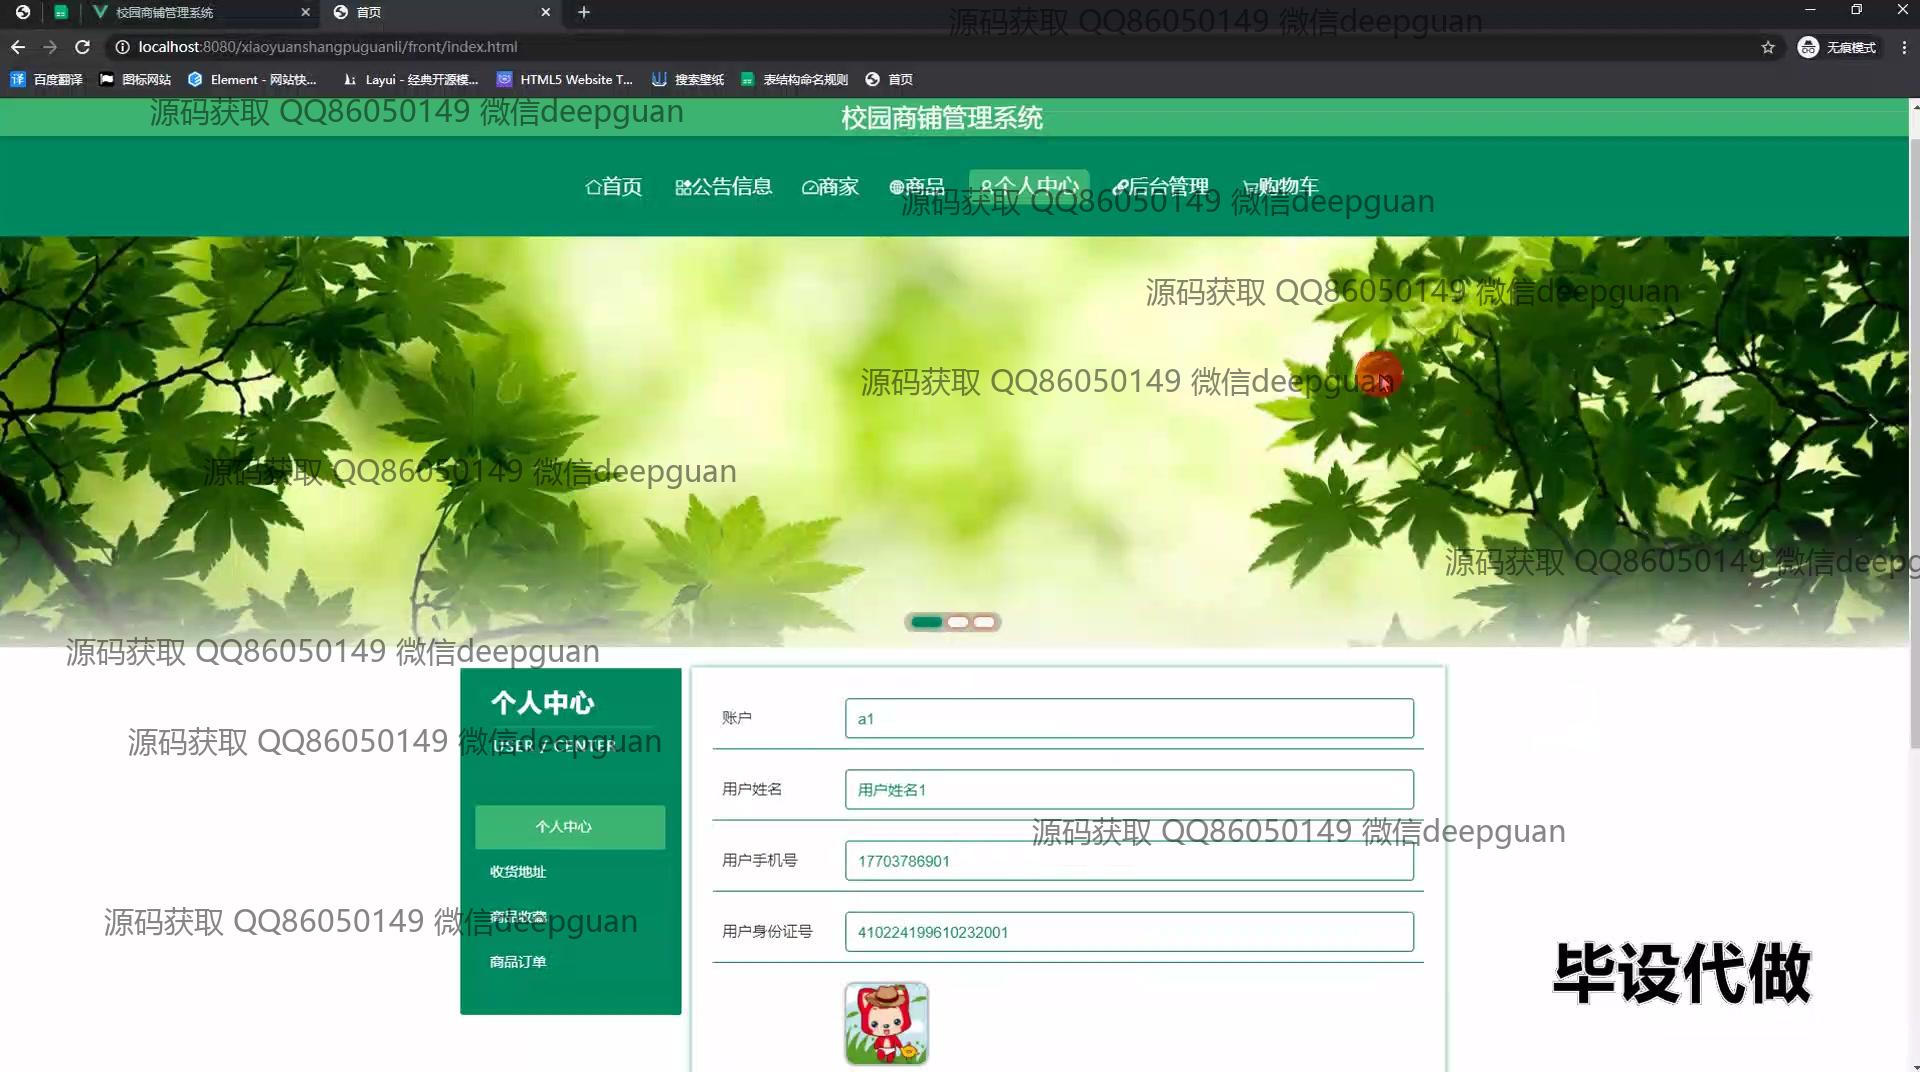 校园商铺管理系统
首页
源码获取 QQ86050149 微信deepguan
localhost:8080/xiaoyuanshangpuguanli/front/index.html
无痕模式
百度翻译
图标网站
Element - 网站快...
Layui - 经典开源模...
HTML5 Website T...
搜索壁纸
表结构命名规则
首页
源码获取 QQ86050149 微信deepguan
校园商铺管理系统
首页
公告信息
商家
商品
个人中心
后台管理
购物车
源码获取 QQ86050149 微信deepguan
源码获取 QQ86050149 微信deepguan
源码获取 QQ86050149 微信deepguan
源码获取 QQ86050149 微信deepguan
源码获取 QQ86050149 微信deepg
源码获取 QQ86050149 微信deepguan
个人中心
USER / CENTER
源码获取 QQ86050149 微信deepguan
个人中心
收货地址
商品收藏
源码获取 QQ86050149 微信deepguan
商品订单
账户
a1
用户姓名
用户姓名1
源码获取 QQ86050149 微信deepguan
用户手机号
17703786901
用户身份证号
410224199610232001
毕设代做